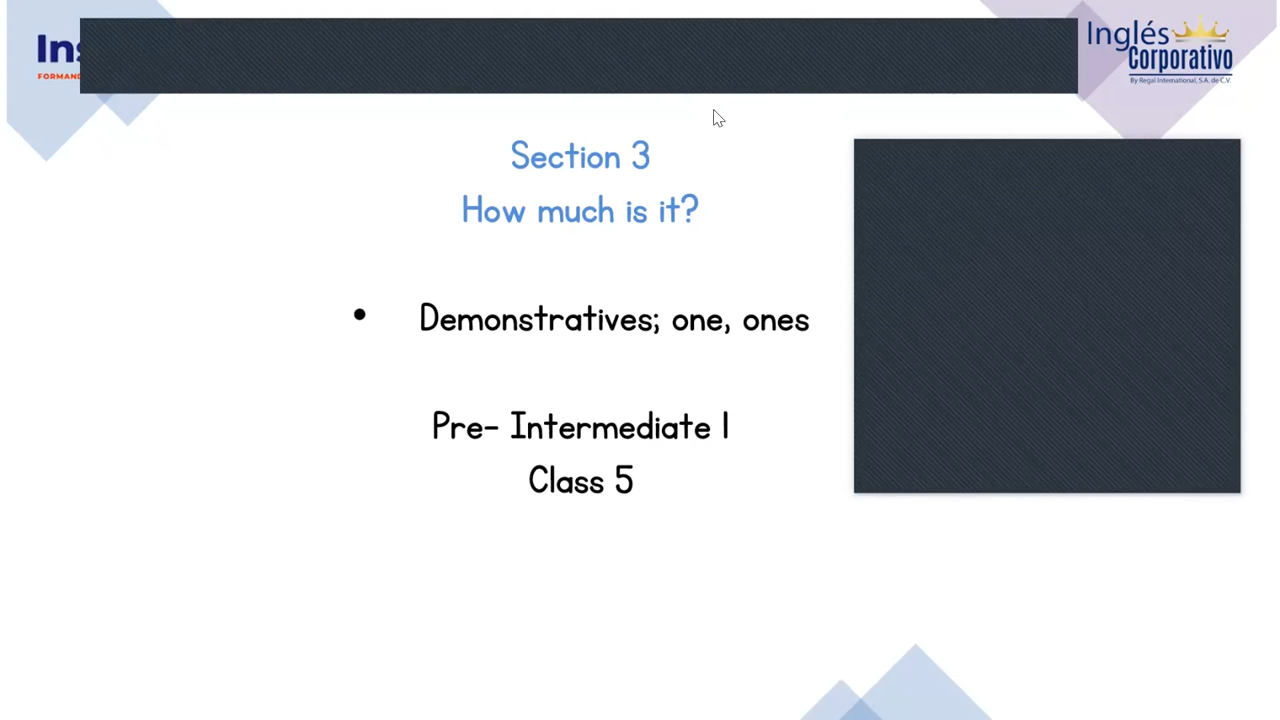 Inglés
Corporativo
By Regal International, S.A. de C.V.
Section 3
How much is it?
• Demonstratives; one, ones
Pre- Intermediate 1
Class 5